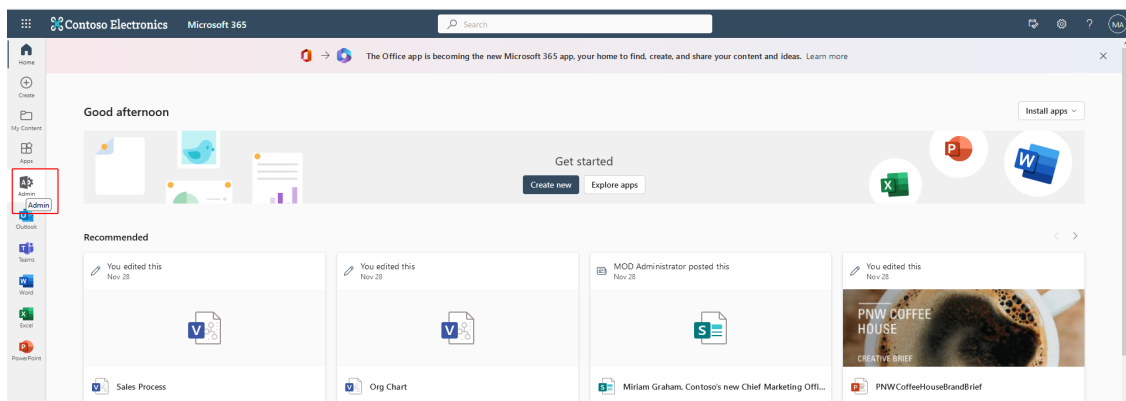 Contoso Electronics Microsoft 365
Search
?
MA
Home
The Office app is becoming the new Microsoft 365 app, your home to find, create, and share your content and ideas. Learn more
Create
My Content
Apps
Admin
Admin
Outlook
Teams
Word
Excel
PowerPoint
Good afternoon
Install apps
Get started
Create new
Explore apps
Recommended
You edited this
Nov 28
You edited this
Nov 28
MOD Administrator posted this
Nov 28
You edited this
Nov 28
PNW COFFEE
HOUSE
CREATIVE BRIEF
Sales Process
Org Chart
Miriam Graham, Contoso's new Chief Marketing Offi...
PNWCoffeeHouseBrandBrief